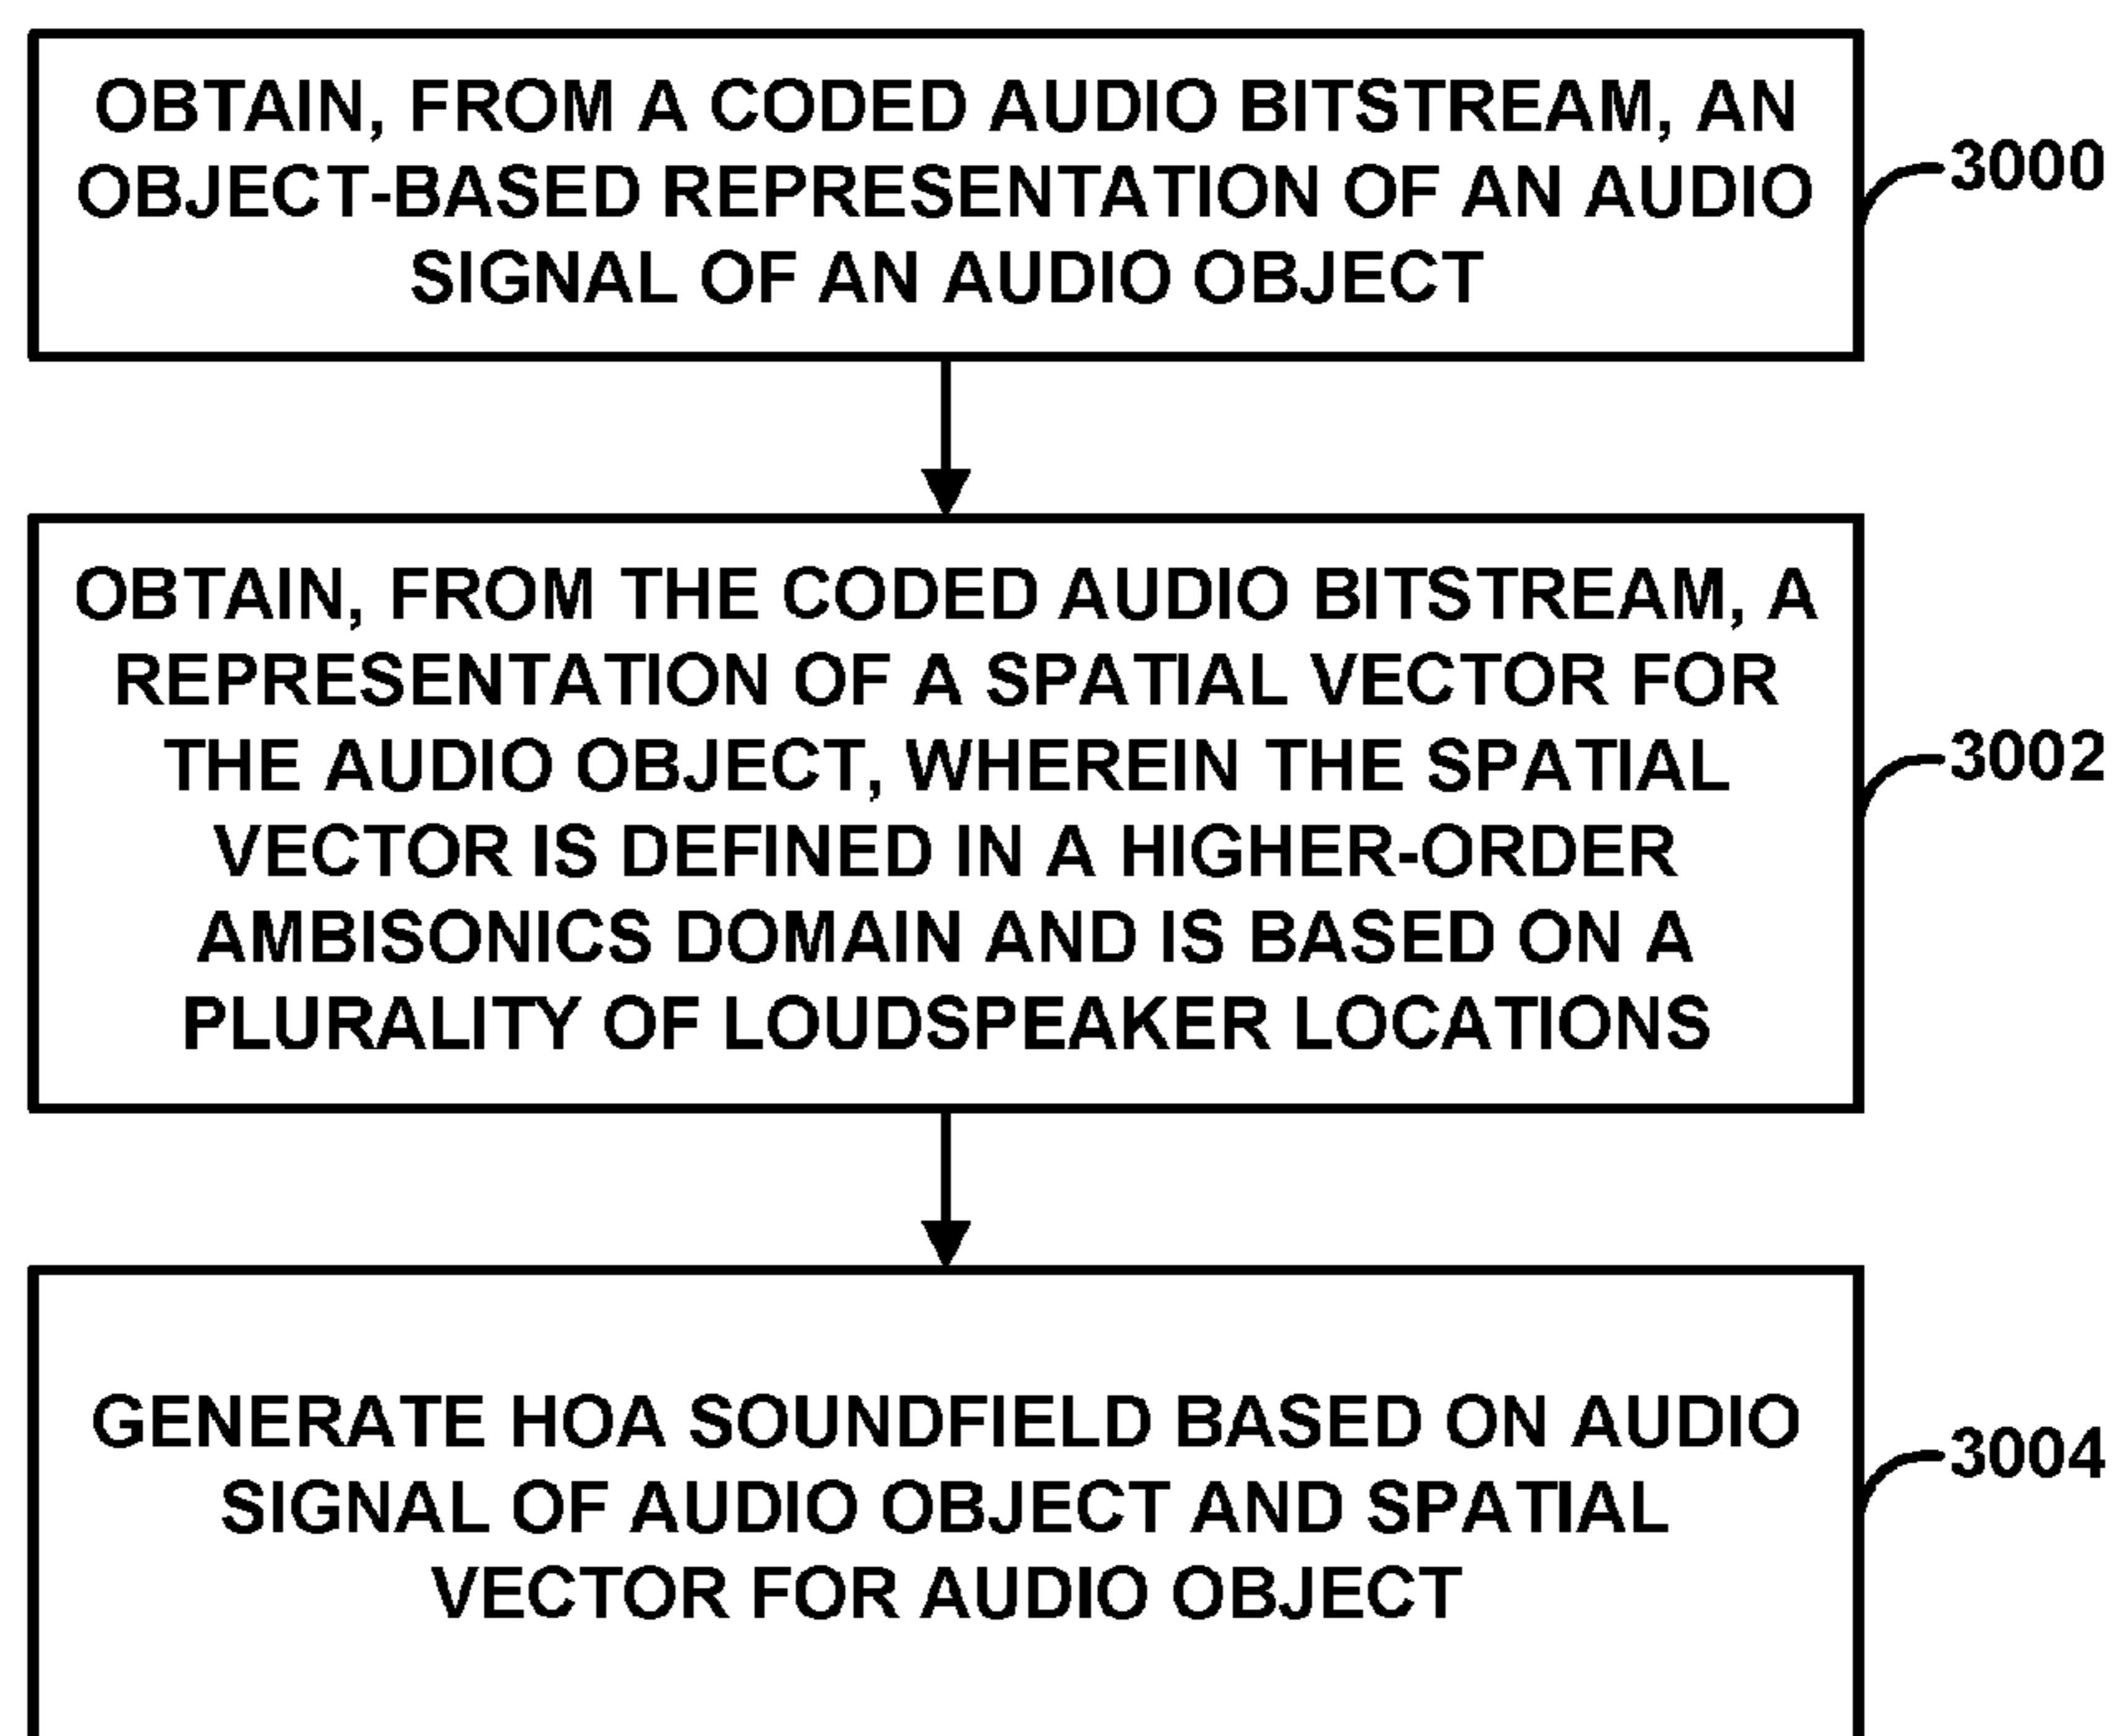 OBTAIN, FROM A CODED AUDIO BITSTREAM, AN
OBJECT-BASED REPRESENTATION OF AN AUDIO
SIGNAL OF AN AUDIO OBJECT
3000
OBTAIN, FROM THE CODED AUDIO BITSTREAM, A
REPRESENTATION OF A SPATIAL VECTOR FOR
THE AUDIO OBJECT, WHEREIN THE SPATIAL
VECTOR IS DEFINED IN A HIGHER-ORDER
AMBISONICS DOMAIN AND IS BASED ON A
PLURALITY OF LOUDSPEAKER LOCATIONS
3002
GENERATE HOA SOUNDFIELD BASED ON AUDIO
SIGNAL OF AUDIO OBJECT AND SPATIAL
VECTOR FOR AUDIO OBJECT
3004